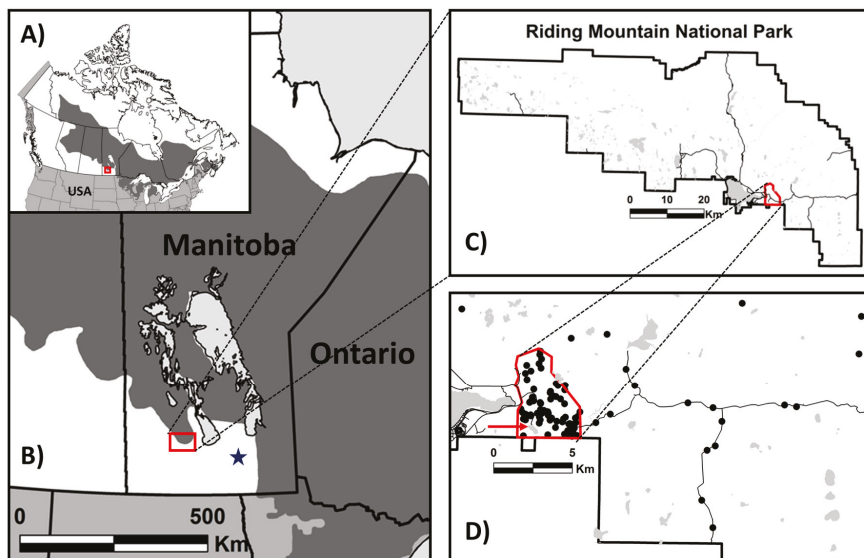 A)
USA
Manitoba
Ontario
B)
0 500
Km
Riding Mountain National Park
0 10 20
Km
C)
0 5
Km
D)